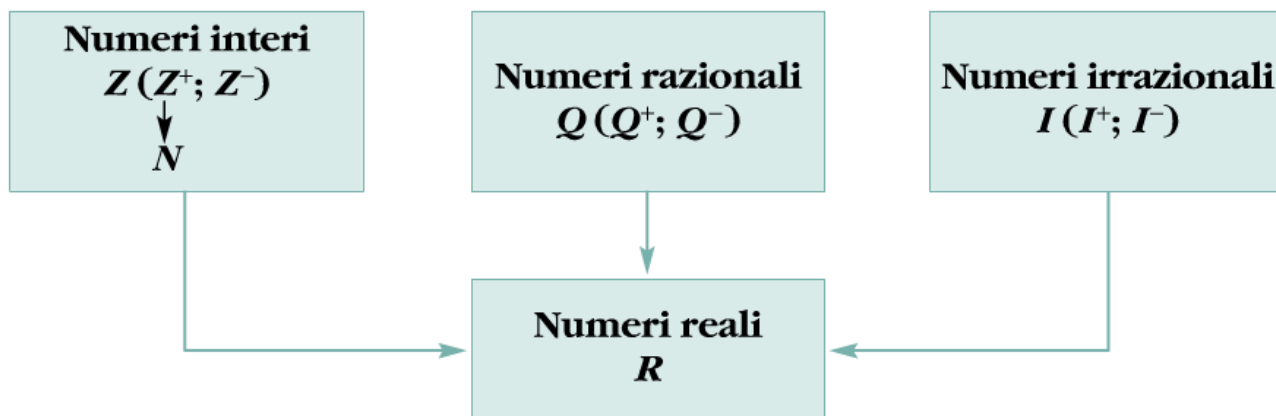 Numeri interi
Z (Z⁺; Z⁻)
N
Numeri razionali
Q (Q⁺; Q⁻)
Numeri irrazionali
I (I⁺; I⁻)
Numeri reali
R